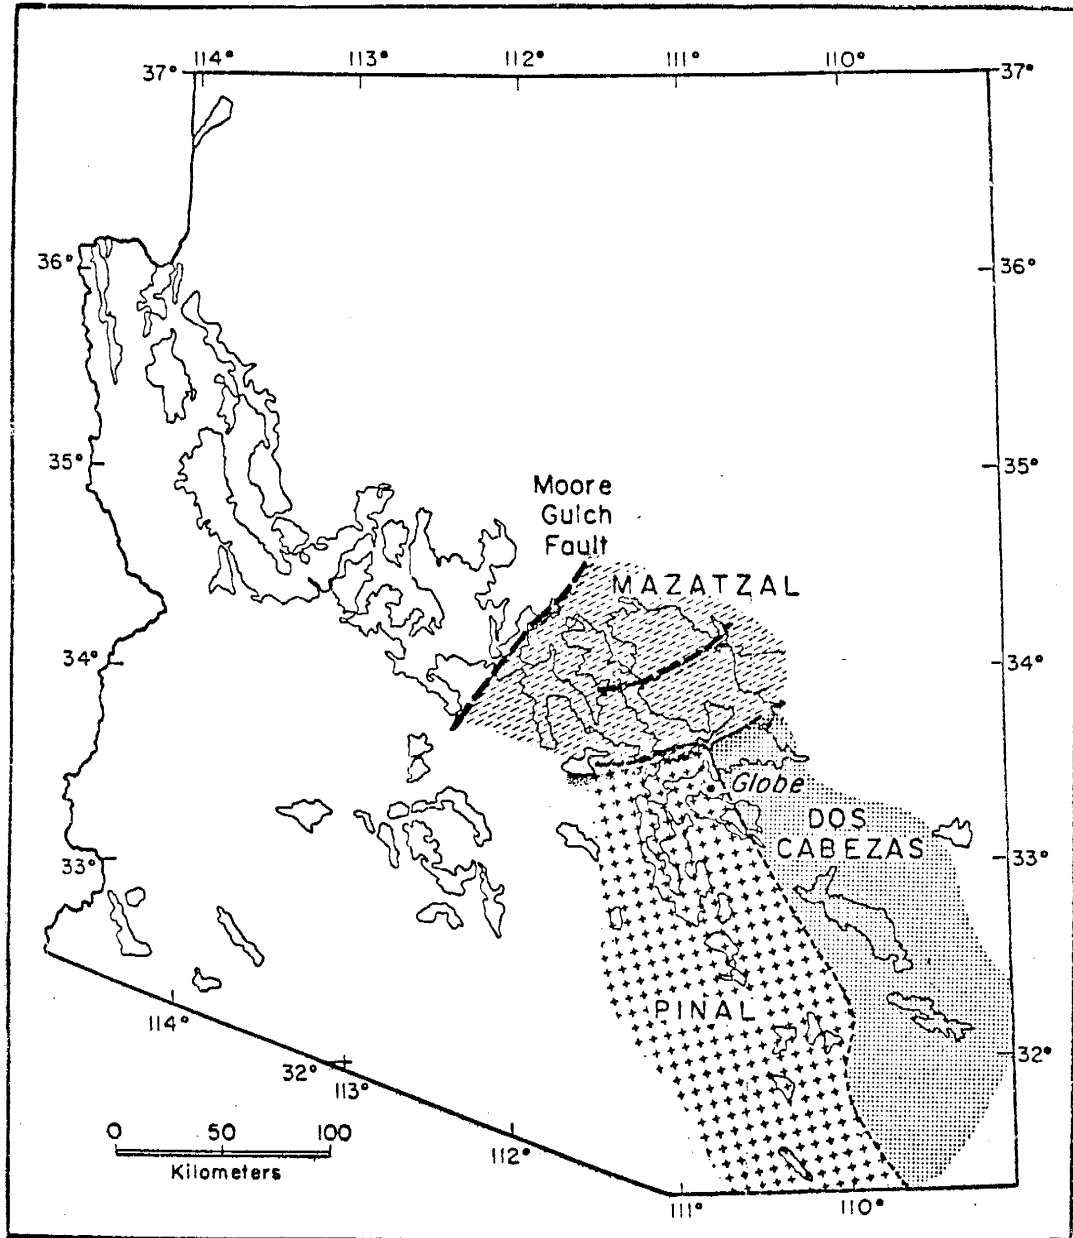 114° 113° 112° 111° 110°
37° 37°
36° 36°
35° 35°
Moore
Gulch
Fault
MAZATZAL
34° 34°
Globe
DOS
CABEZAS
33° 33°
PINAL
114°
32° 32°
113°
0 50 100
Kilometers
112°
111° 110°